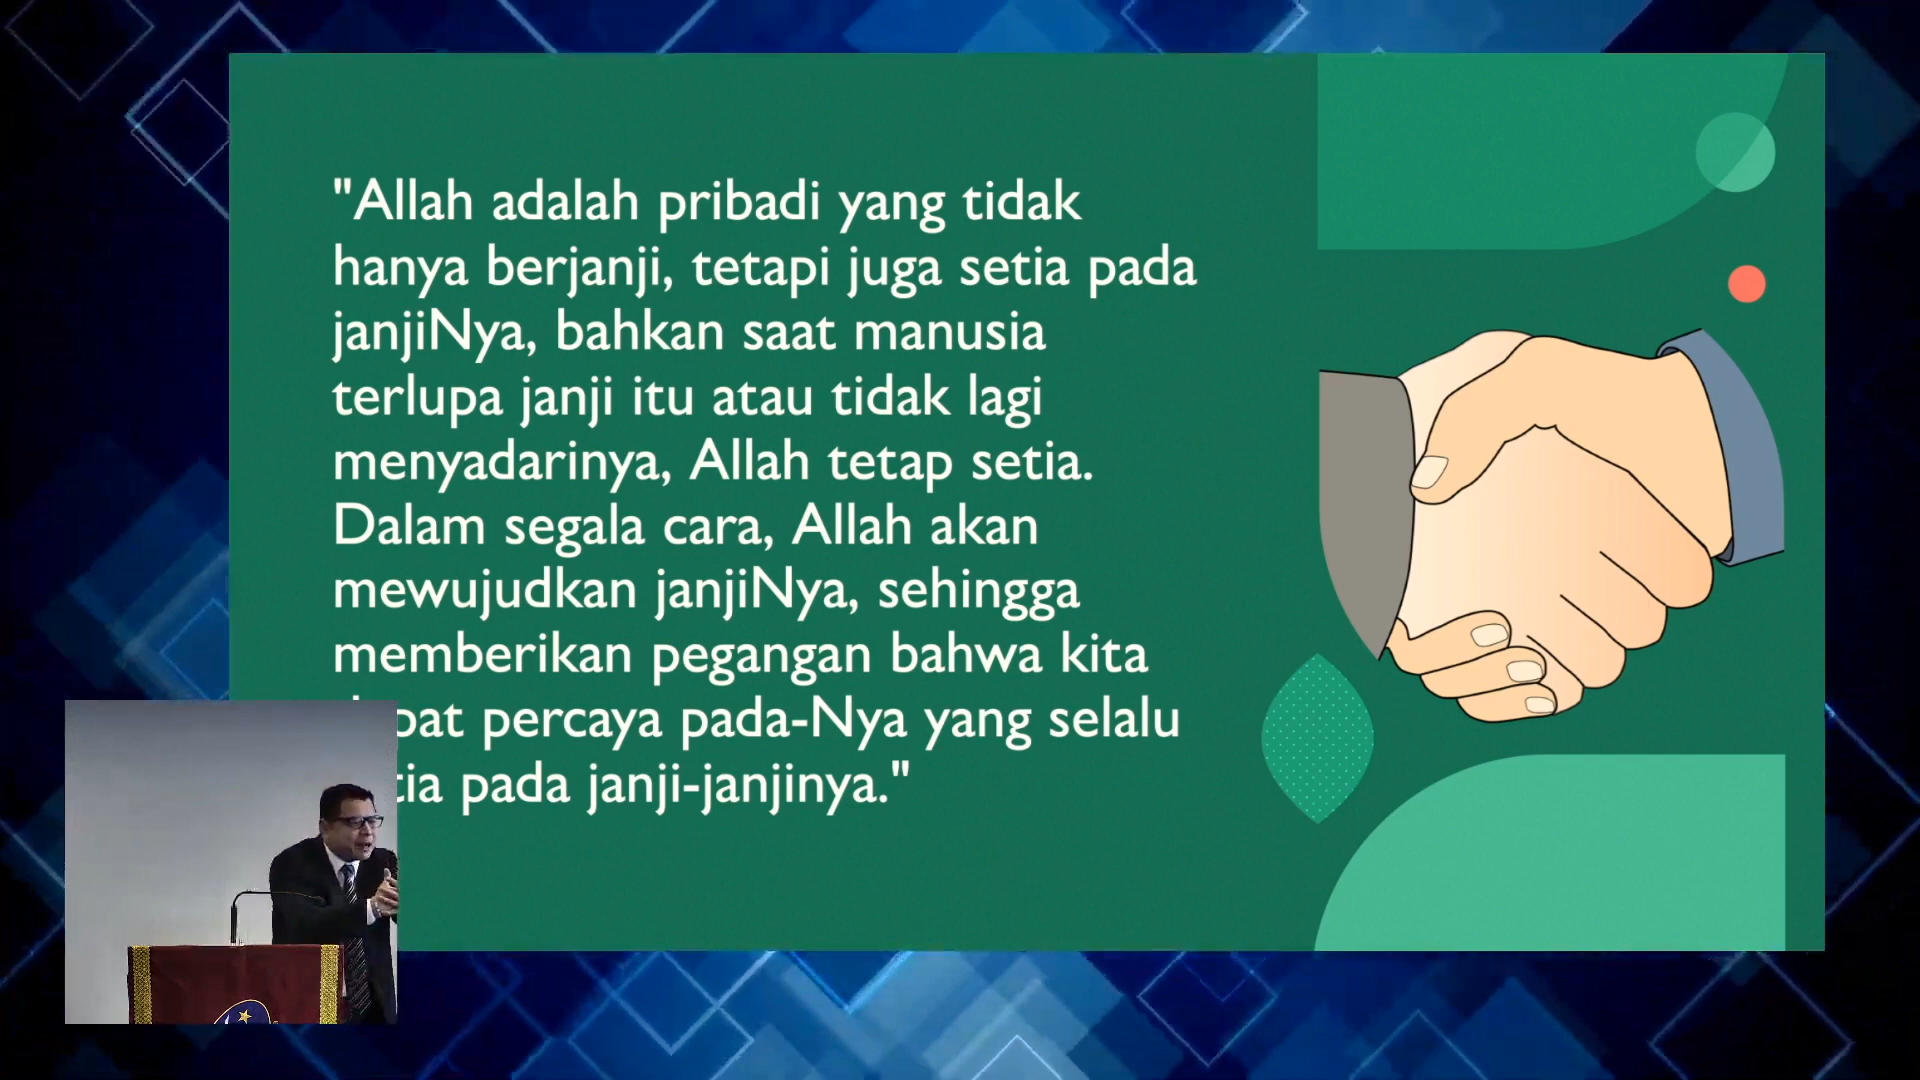 "Allah adalah pribadi yang tidak
hanya berjanji, tetapi juga setia pada
janjiNya, bahkan saat manusia
terlupa janji itu atau tidak lagi
menyadarinya, Allah tetap setia.
Dalam segala cara, Allah akan
mewujudkan janjiNya, sehingga
memberikan pegangan bahwa kita
percaya pada-Nya yang selalu
pada janji-janjinya."